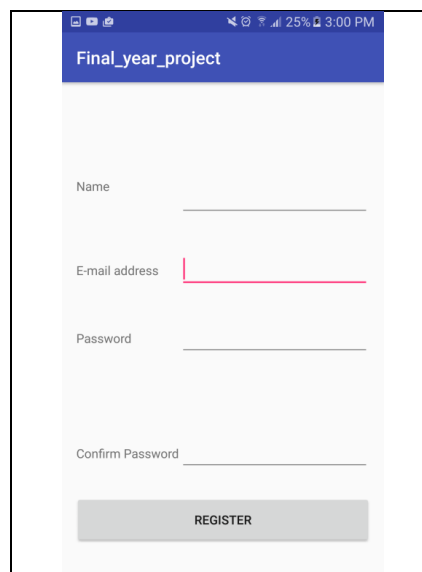 25% 3:00 PM
Final_year_project
Name
E-mail address
Password
Confirm Password
REGISTER